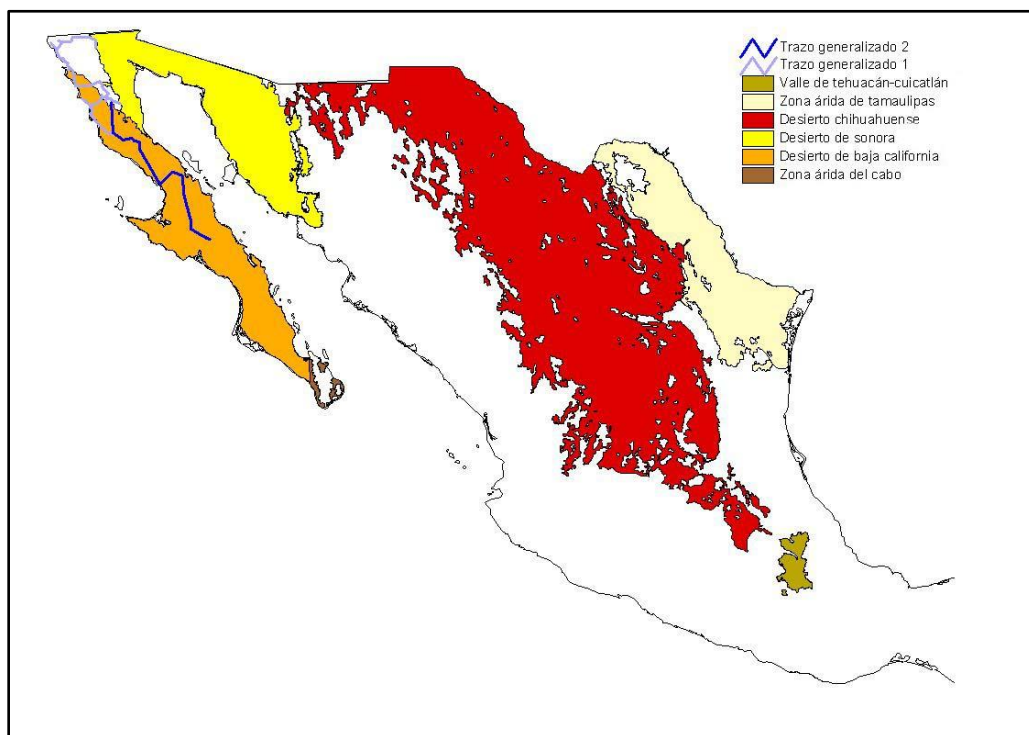 Trazo generalizado 2
Trazo generalizado 1
Valle de tehuacán-cuicatlán
Zona árida de tamaulipas
Desierto chihuahuense
Desierto de sonora
Desierto de baja california
Zona árida del cabo